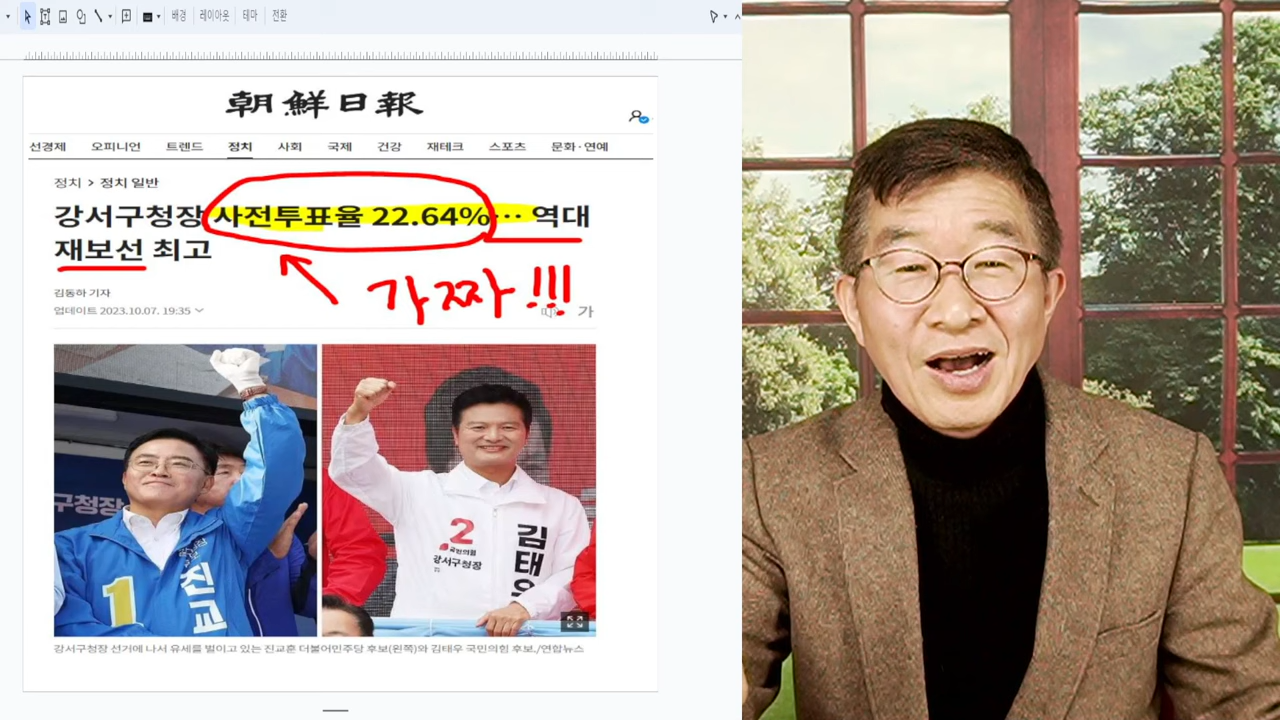 배경 레이아웃 테마 전환
朝鮮日報
선경제 오피니언 트렌드 정치 사회 국제 건강 재테크 스포츠 문화·연예
정치 > 정치 일반
강서구청장 사전투표율 22.64%… 역대
재보선 최고
가짜!!!
김동하 기자
업데이트 2023.10.07. 19:35
가
구청장
1
진교
2
국민의힘
강서구청장
김태우
강서구청장 선거에 나서 유세를 벌이고 있는 진교훈 더불어민주당 후보(왼쪽)와 김태우 국민의힘 후보./연합뉴스